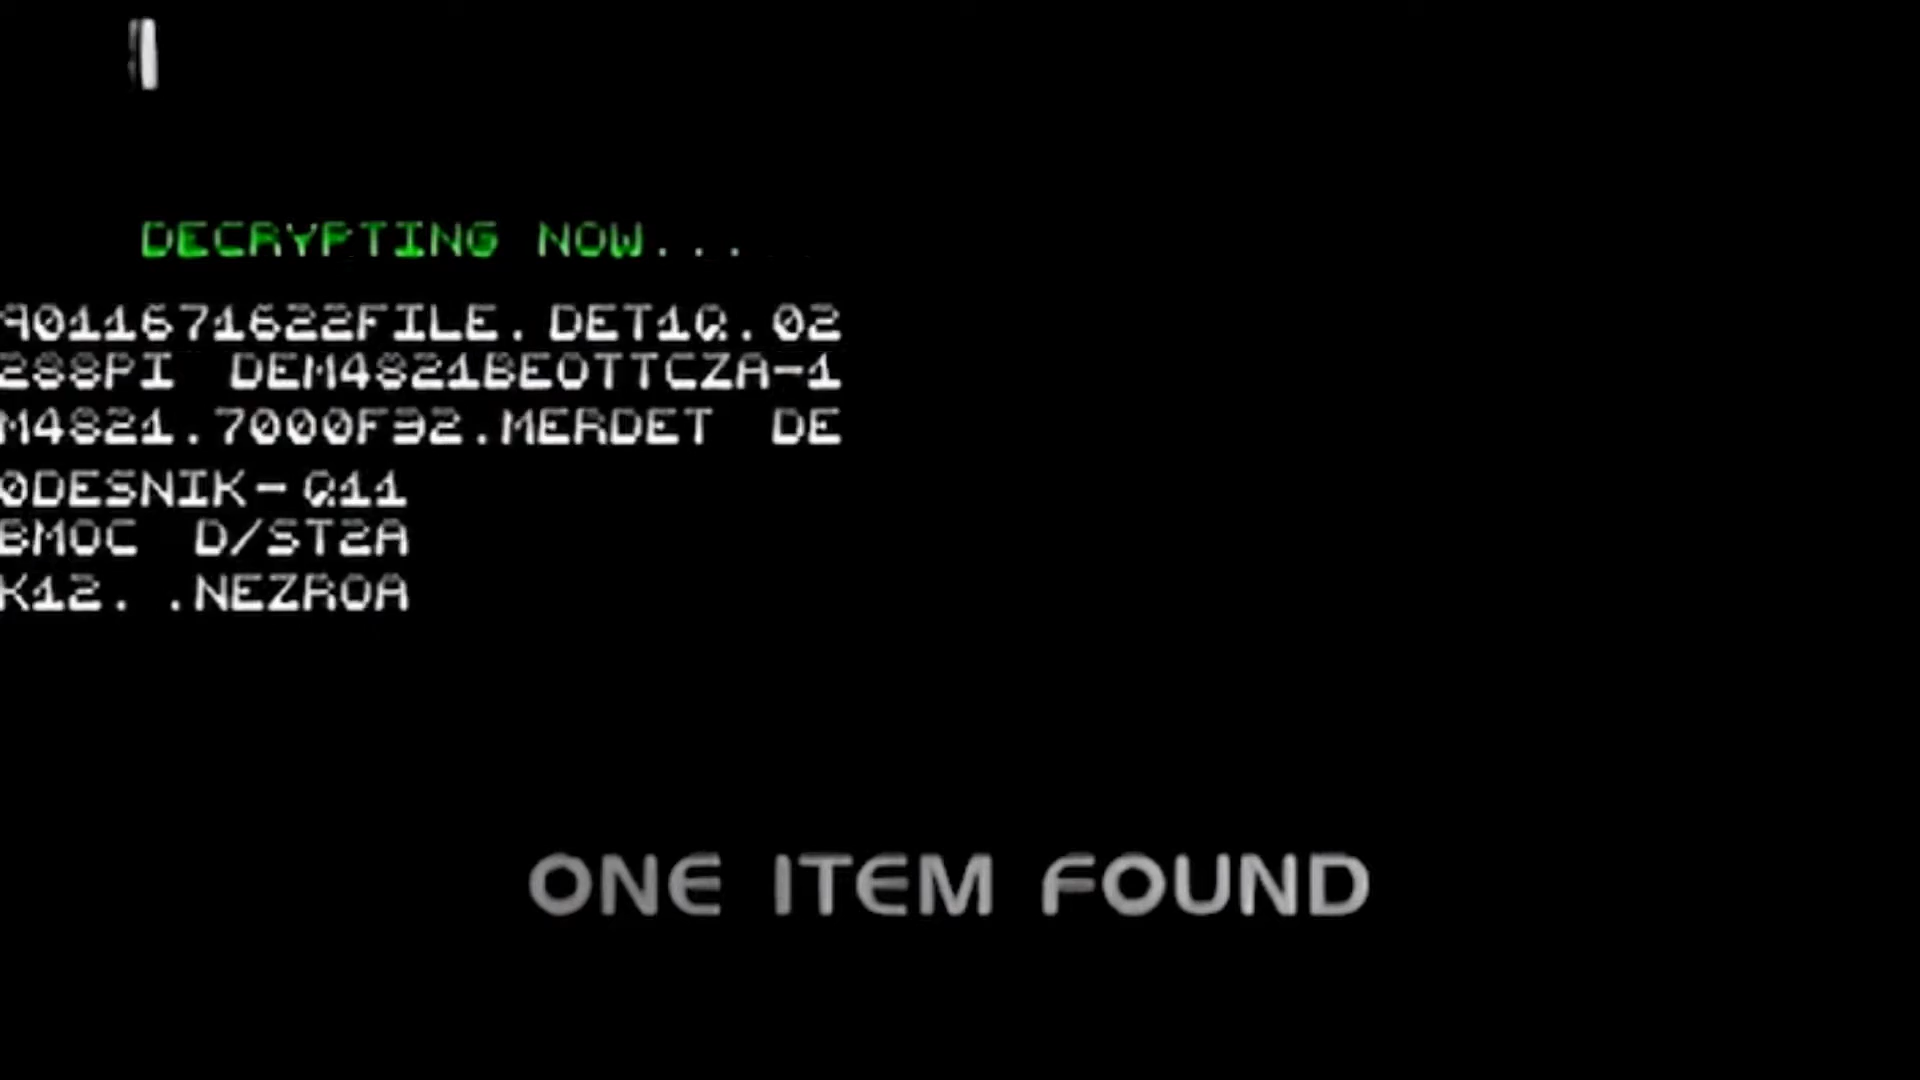 DECRYPTING NOW...
9011671622FILE.DET1Q.02
288PI DEM4821BEOTTCZA-1
M4821.7000F32.MERDET DE
0DESNIK-Q11
BMOC D/ST2A
K12. .NEZROA
ONE ITEM FOUND